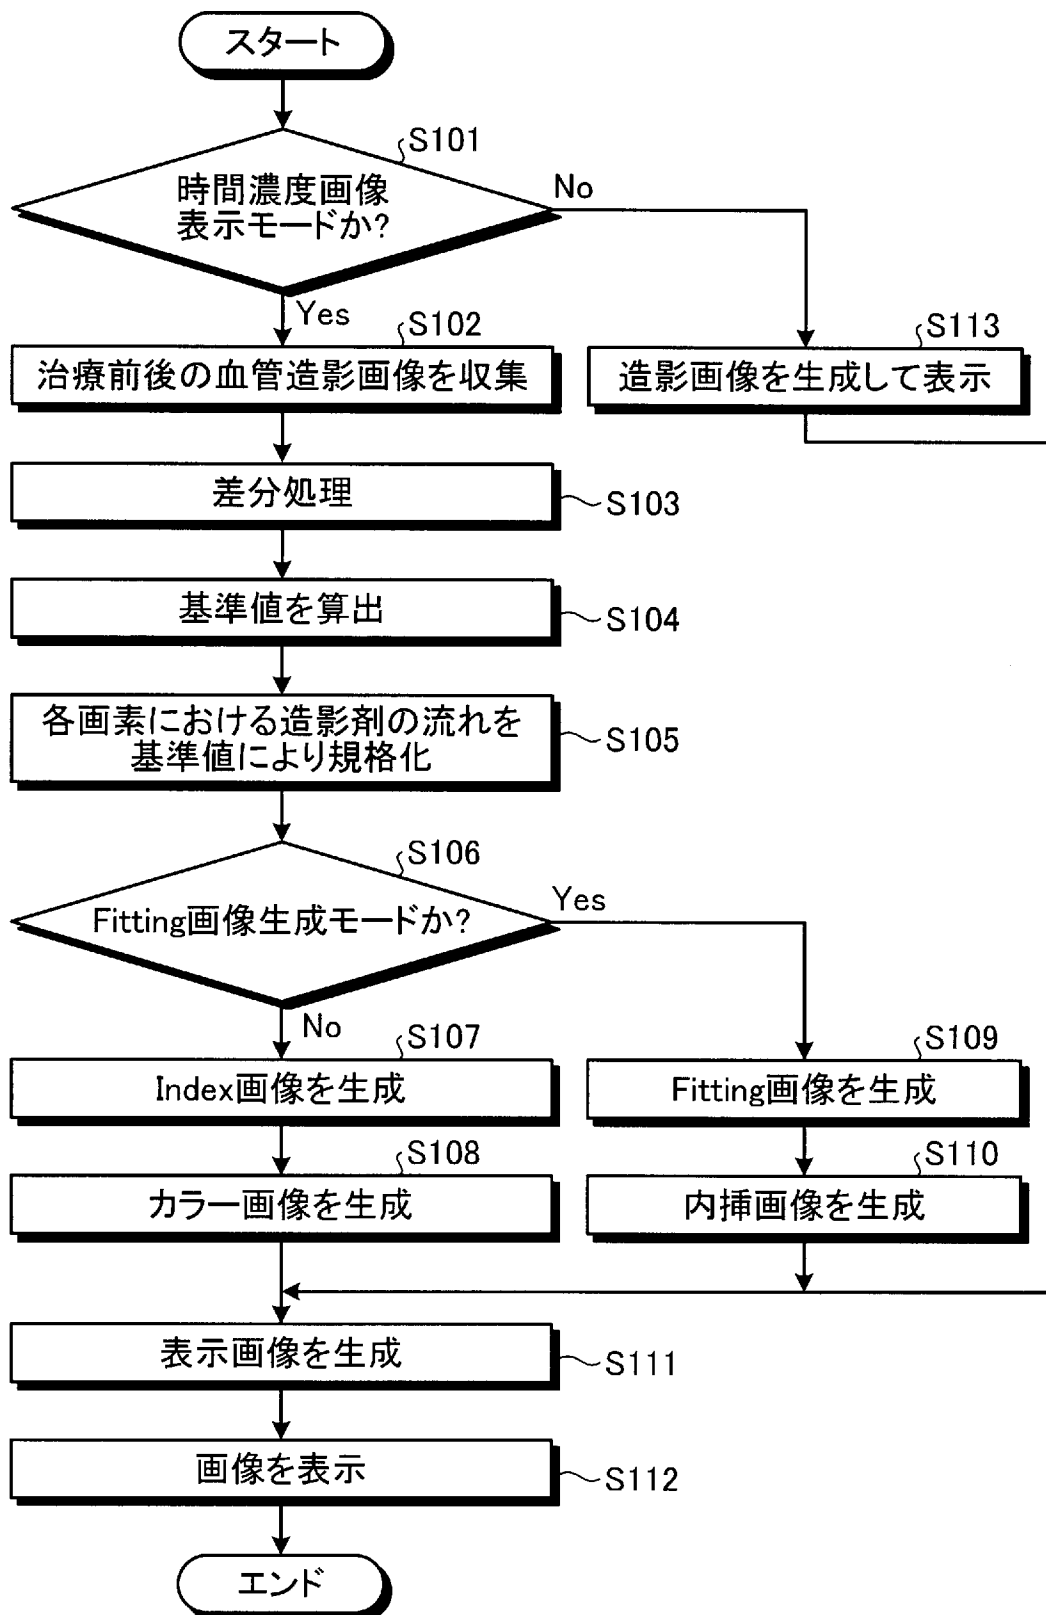 スタート
S101
時間濃度画像
表示モードか?
No
Yes
S102
治療前後の血管造影画像を収集
S113
造影画像を生成して表示
差分処理
S103
基準値を算出
S104
各画素における造影剤の流れを
基準値により規格化
S105
S106
Fitting画像生成モードか?
Yes
No
S107
Index画像を生成
S109
Fitting画像を生成
S108
カラー画像を生成
S110
内挿画像を生成
表示画像を生成
S111
画像を表示
S112
エンド